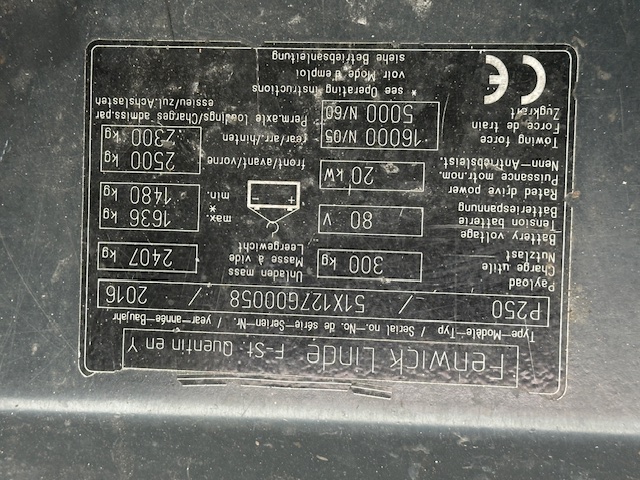 Fenwick Linde F-St. Quentin en Y
Type-Modèle-Typ / Serial no.-No. de série-Serien-Nr. / year-année-Baujahr
P250 / 51X127G00058 / 2016
Payload
Charge utile
Nutzlast
300 kg
Unladen mass
Masse à vide
Leergewicht
2407 kg
Battery voltage
Tension batterie
Batteriespannung
80 V
- +
max.
*
min.
1636 kg
1480 kg
Rated drive power
Puissance motr.nom.
Nenn-Antriebsleist.
20 kW
front/avant/vorne
rear/arr./hinten
2500 kg
2300 kg
Towing force
Force de train
Zugkraft
16000 N/05
5000 N/60
Perm.axle loadings/Charges admiss.par
essieu/zul.Achslasten
CE
* see Operating Instructions
voir Mode d'emploi
siehe Betriebsanleitung